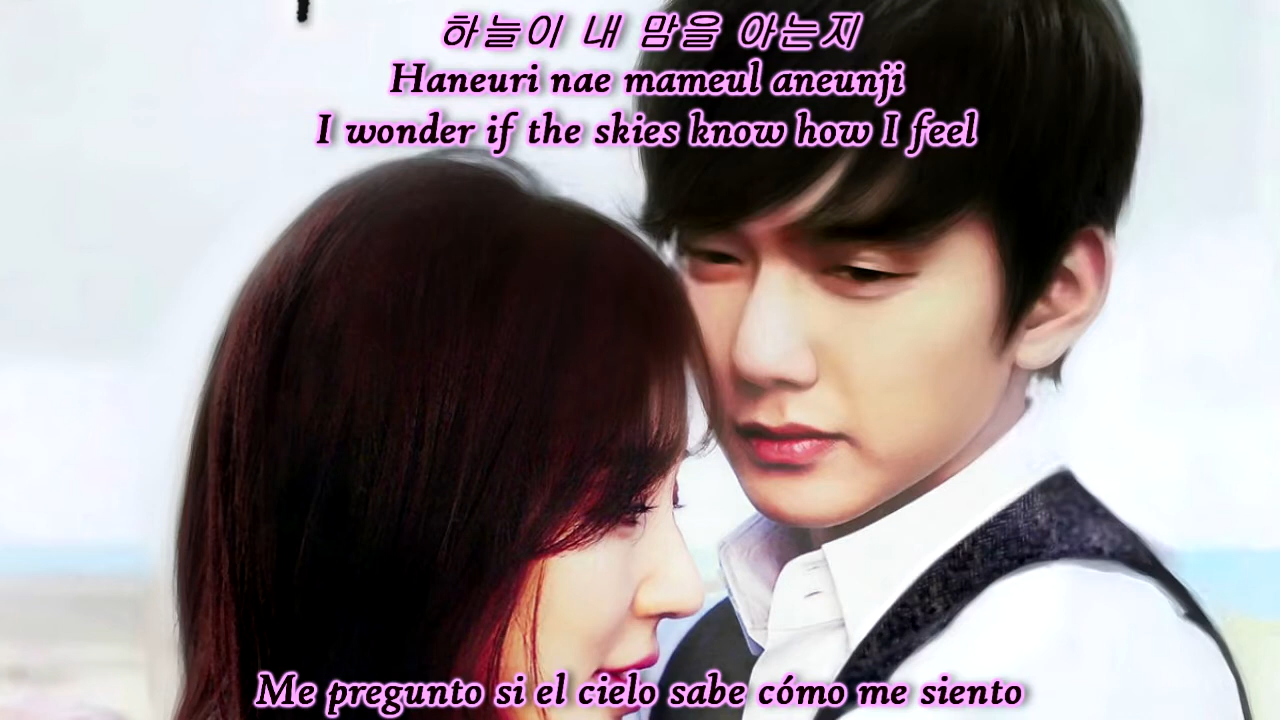 하늘이 내 맘을 아는지
Haneuri nae mameul aneunji
I wonder if the skies know how I feel
Me pregunto si el cielo sabe cómo me siento